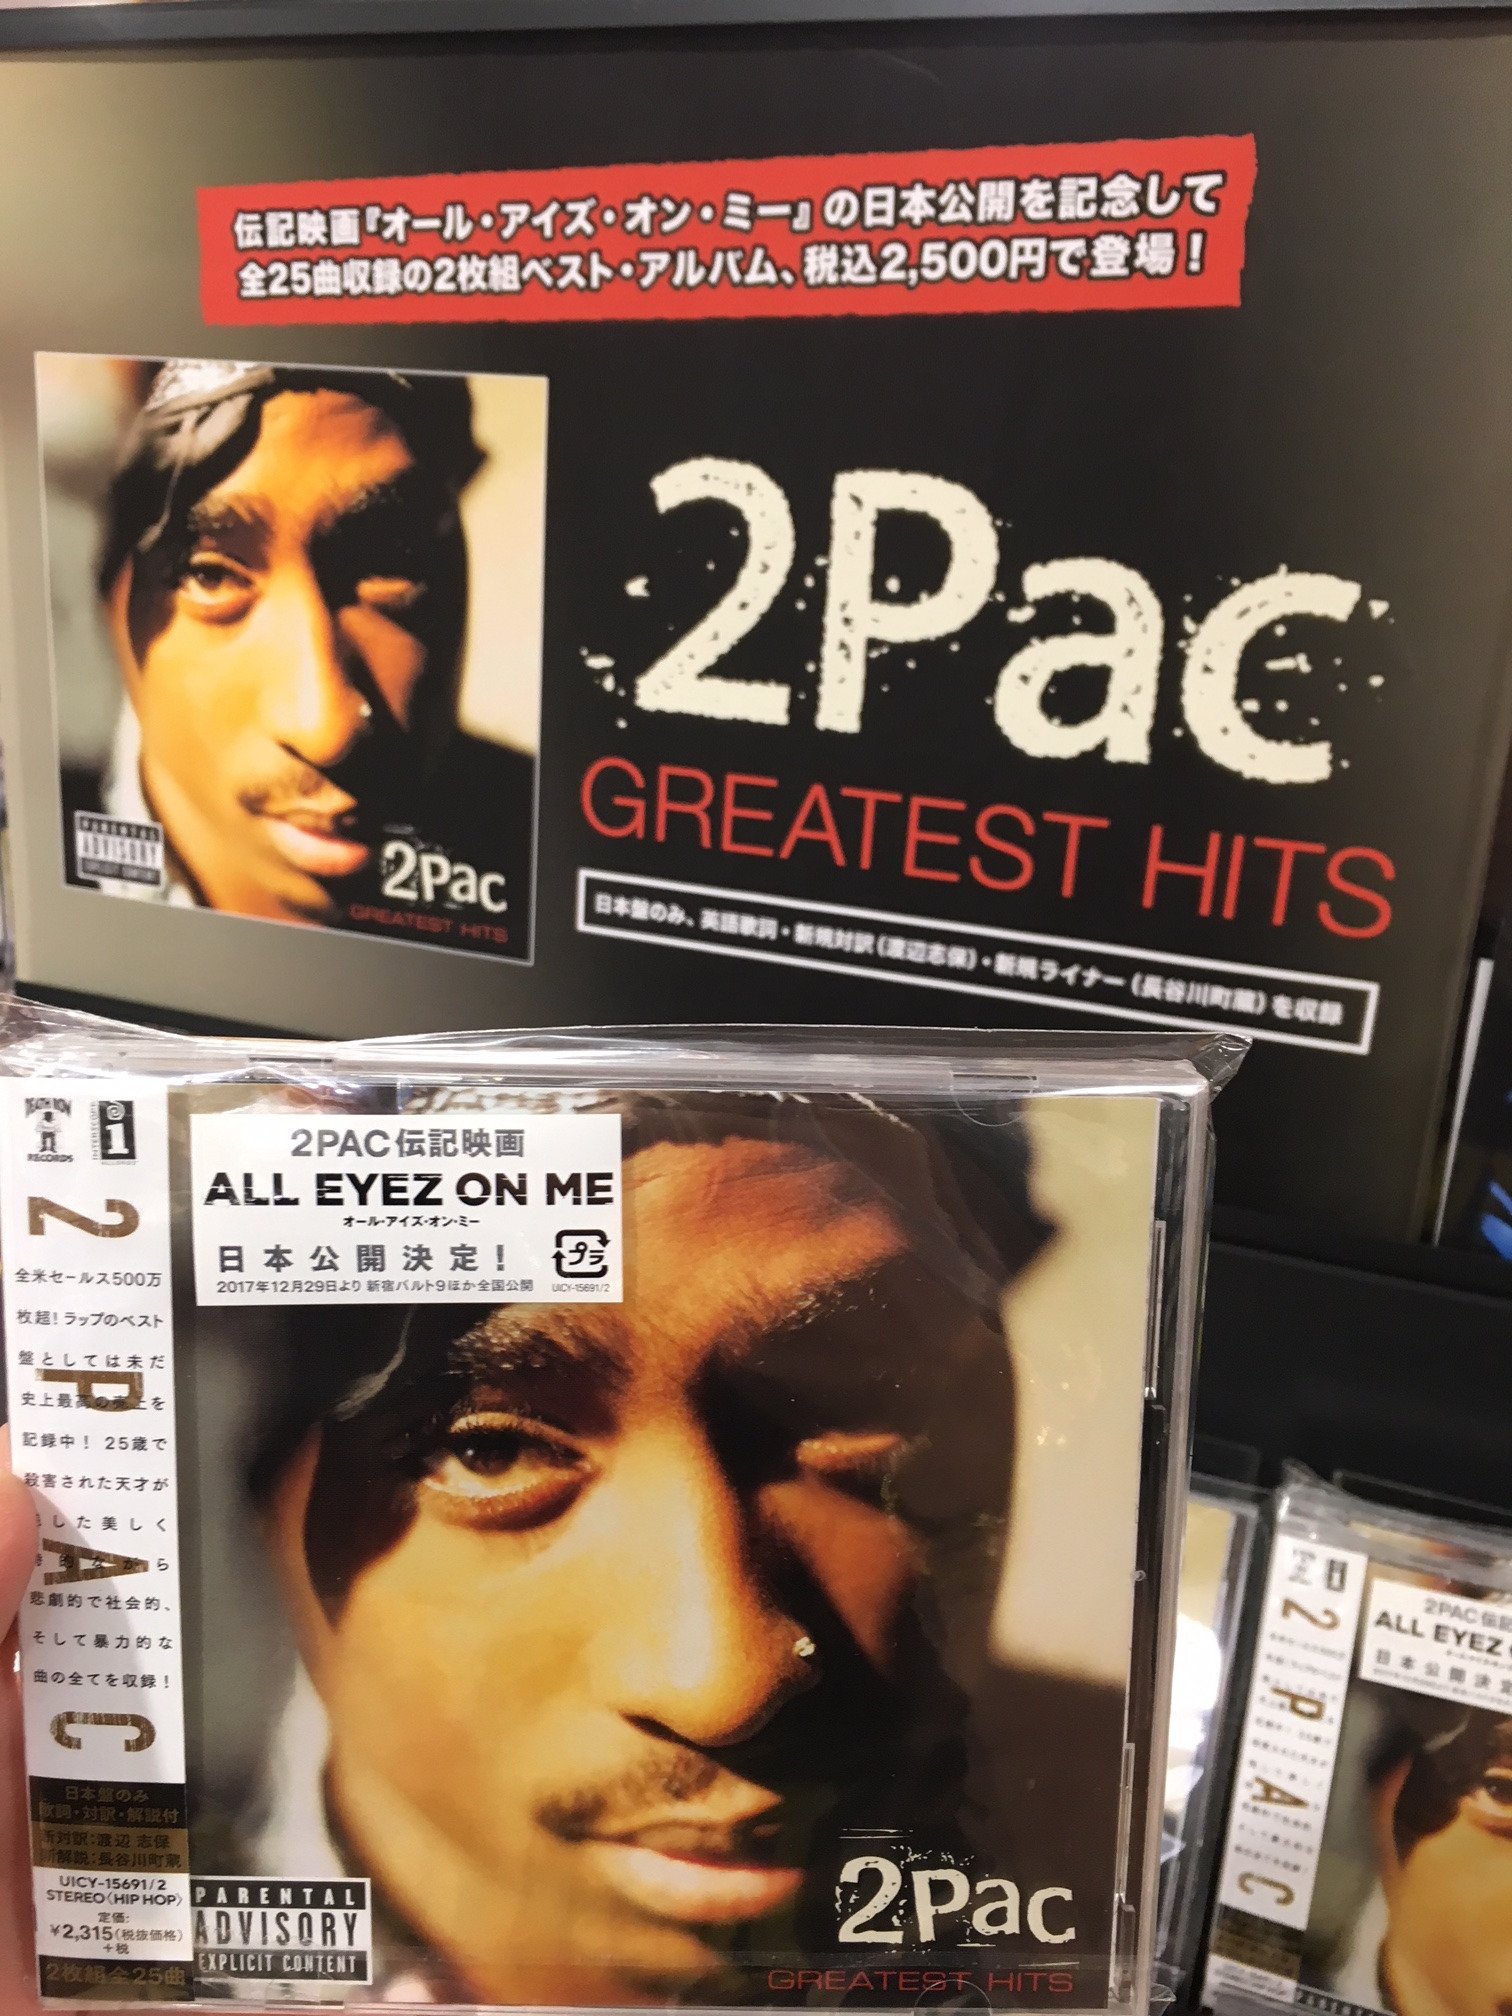 伝記映画『オール・アイズ・オン・ミー』の日本公開を記念して
全25曲収録の2枚組ベスト・アルバム、税込2,500円で登場！
2Pac
GREATEST HITS
日本盤のみ、英語歌詞・新規対訳（渡辺志保）・新規ライナー（長谷川町蔵）を収録
PARENTAL
ADVISORY
EXPLICIT CONTENT
2Pac
GREATEST HITS
DEATH ROW
RECORDS
2PAC
全米セールス500万
枚超！ラップのベスト
盤としては未だ
史上最高の売上を
記録中！ 25歳で
殺害された天才が
した美しく
的ながら
悲劇的で社会的、
そして暴力的な
曲の全てを収録！
日本盤のみ
歌詞・対訳・解説付
対訳：渡辺 志保
解説：長谷川町蔵
UICY-15691/2
STEREO〈HIP HOP〉
定価:
¥2,315(税抜価格)
+税
2枚組全25曲
2PAC伝記映画
ALL EYEZ ON ME
オール・アイズ・オン・ミー
日本公開決定！
プラ
2017年12月29日より 新宿バルト9ほか全国公開
UICY-15691/2
PARENTAL
ADVISORY
EXPLICIT CONTENT
2Pac
GREATEST HITS
2PAC
2PAC伝記
ALL EYEZ
日本公開決定
PARENTAL